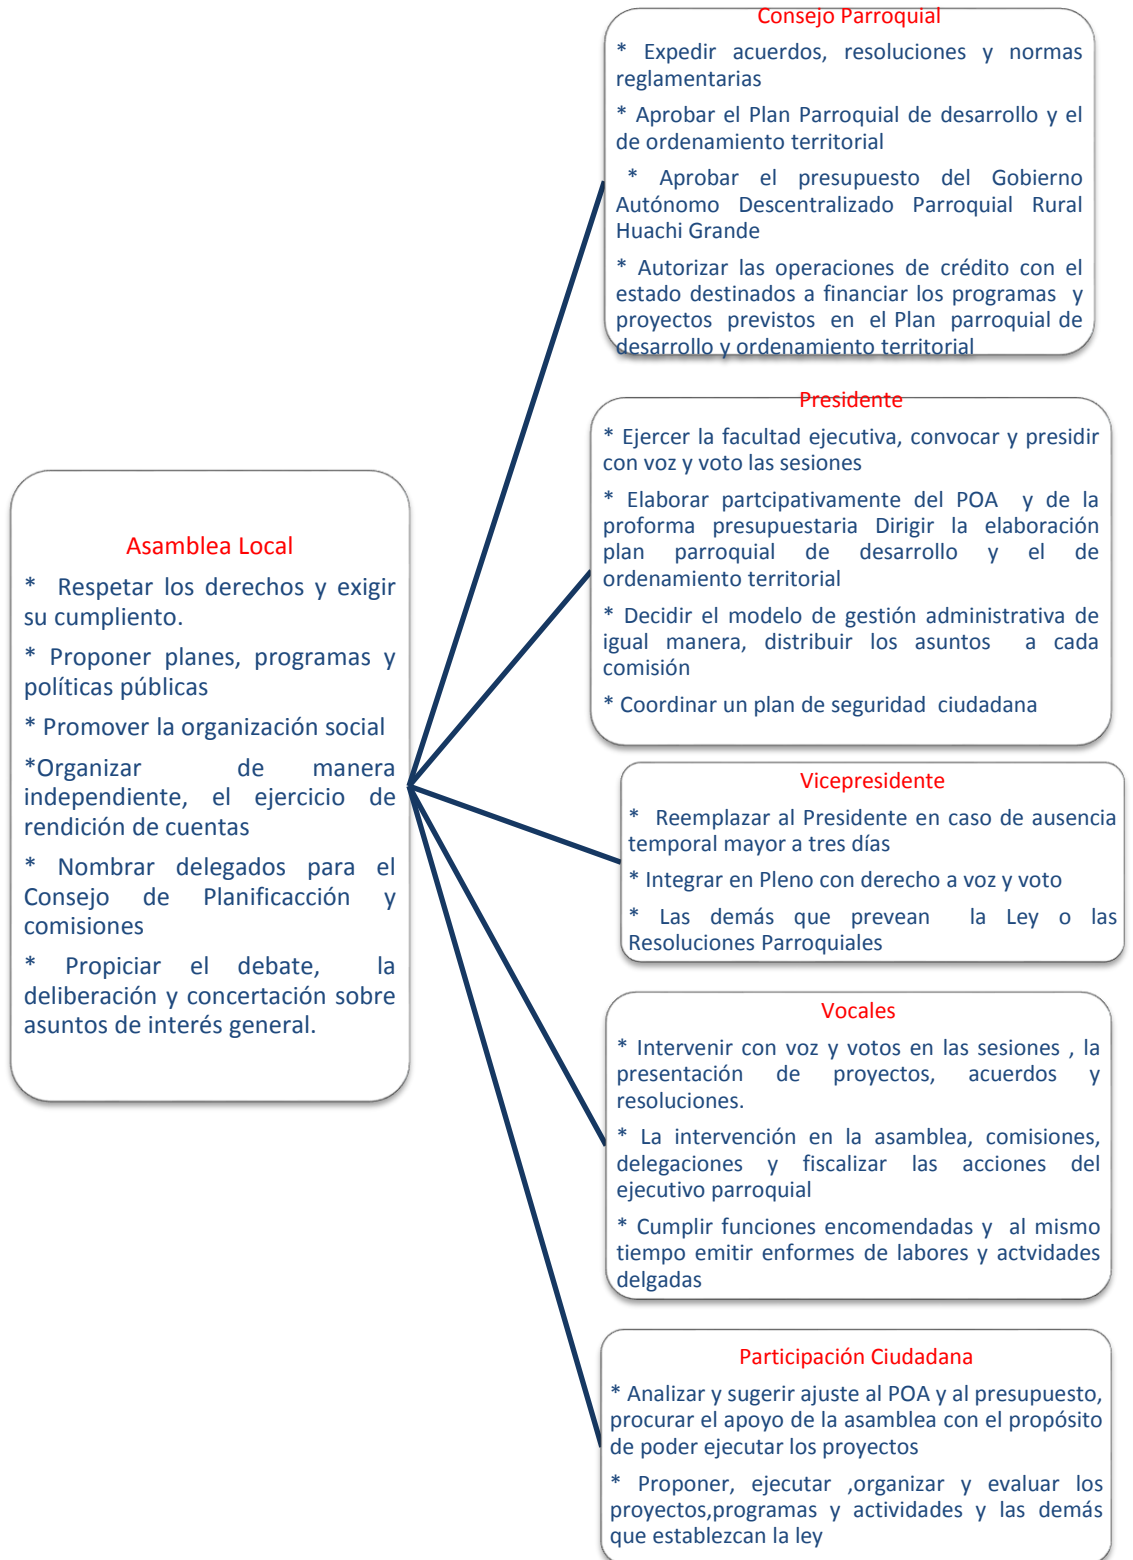 Asamblea Local
* Respetar los derechos y exigir
su cumpliento.
* Proponer planes, programas y
políticas públicas
* Promover la organización social
*Organizar de manera
independiente, el ejercicio de
rendición de cuentas
* Nombrar delegados para el
Consejo de Planificacción y
comisiones
* Propiciar el debate, la
deliberación y concertación sobre
asuntos de interés general.
Consejo Parroquial
* Expedir acuerdos, resoluciones y normas
reglamentarias
* Aprobar el Plan Parroquial de desarrollo y el
de ordenamiento territorial
* Aprobar el presupuesto del Gobierno
Autónomo Descentralizado Parroquial Rural
Huachi Grande
* Autorizar las operaciones de crédito con el
estado destinados a financiar los programas y
proyectos previstos en el Plan parroquial de
desarrollo y ordenamiento territorial
Presidente
* Ejercer la facultad ejecutiva, convocar y presidir
con voz y voto las sesiones
* Elaborar partcipativamente del POA y de la
proforma presupuestaria Dirigir la elaboración
plan parroquial de desarrollo y el de
ordenamiento territorial
* Decidir el modelo de gestión administrativa de
igual manera, distribuir los asuntos a cada
comisión
* Coordinar un plan de seguridad ciudadana
Vicepresidente
* Reemplazar al Presidente en caso de ausencia
temporal mayor a tres días
* Integrar en Pleno con derecho a voz y voto
* Las demás que prevean la Ley o las
Resoluciones Parroquiales
Vocales
* Intervenir con voz y votos en las sesiones , la
presentación de proyectos, acuerdos y
resoluciones.
* La intervención en la asamblea, comisiones,
delegaciones y fiscalizar las acciones del
ejecutivo parroquial
* Cumplir funciones encomendadas y al mismo
tiempo emitir enformes de labores y actvidades
delgadas
Participación Ciudadana
* Analizar y sugerir ajuste al POA y al presupuesto,
procurar el apoyo de la asamblea con el propósito
de poder ejecutar los proyectos
* Proponer, ejecutar ,organizar y evaluar los
proyectos,programas y actividades y las demás
que establezcan la ley